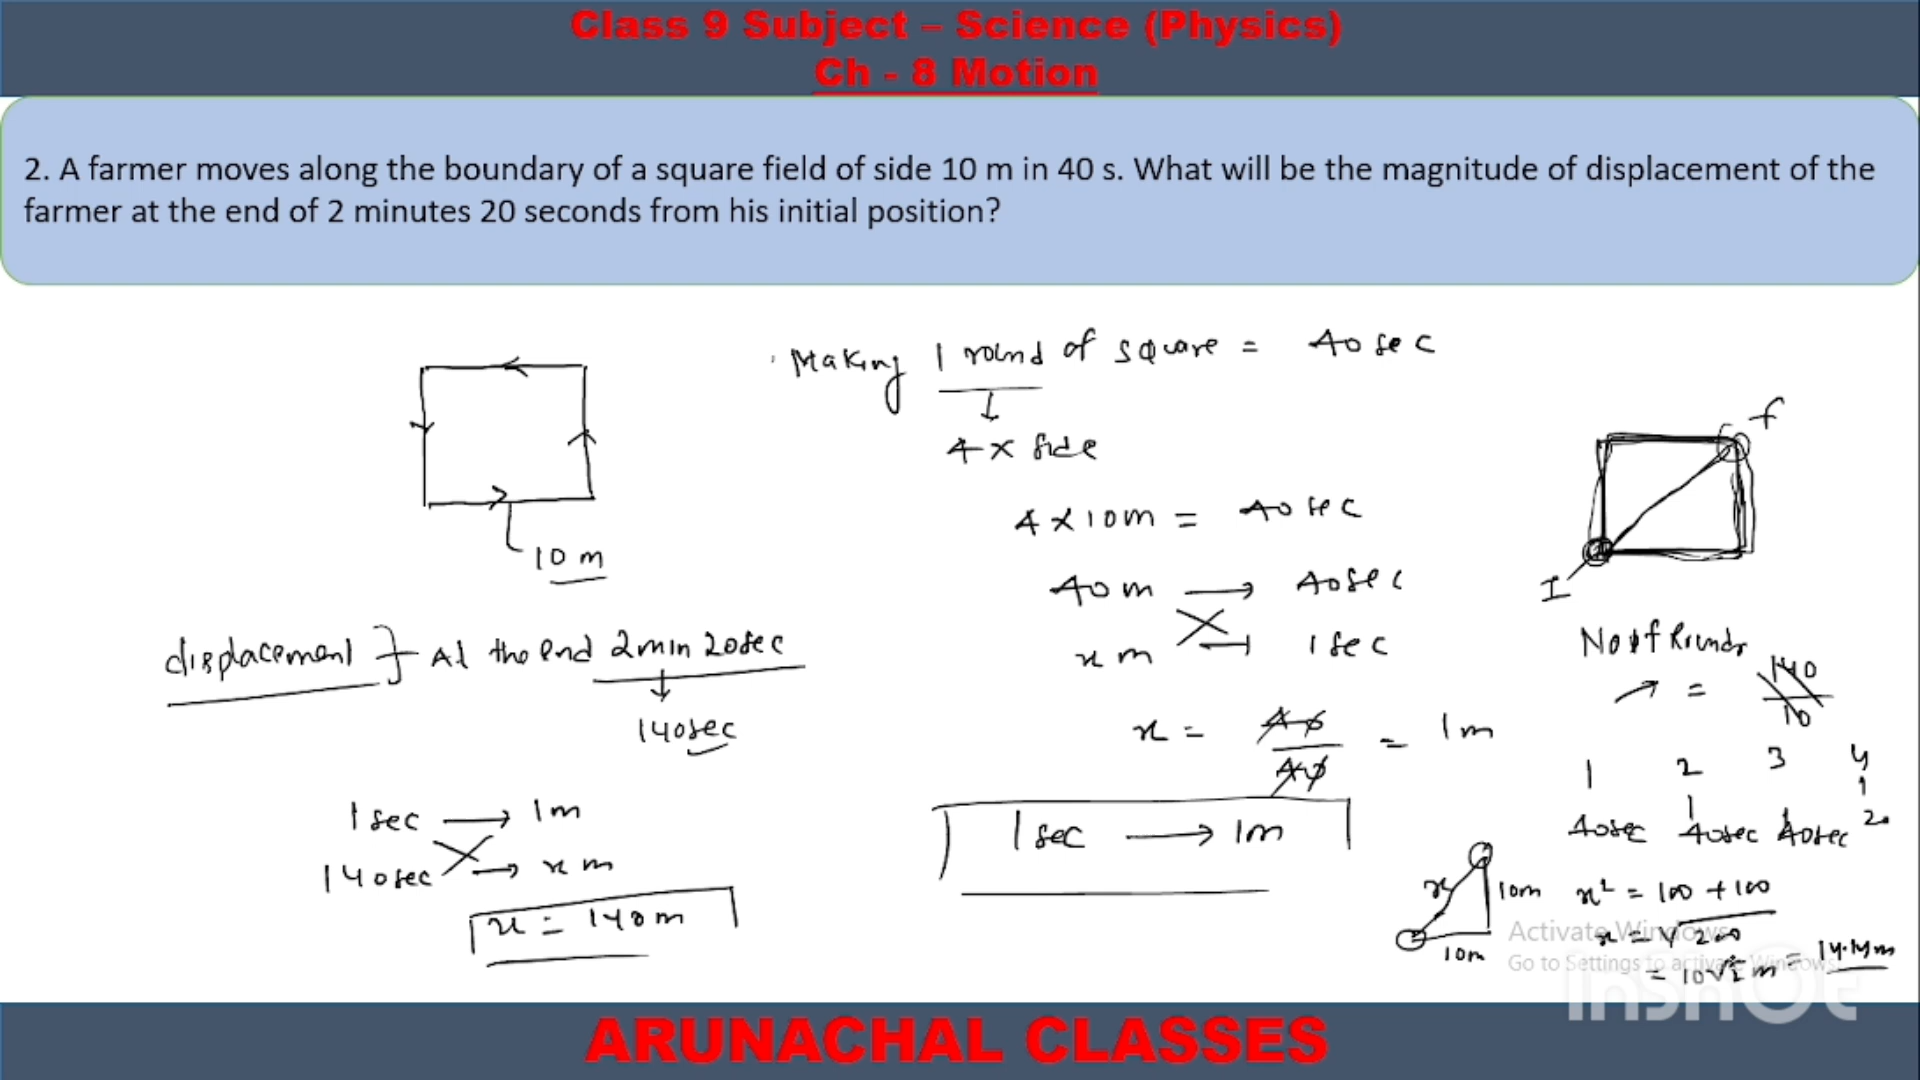 Class 9 Subject – Science (Physics)
Ch - 8 Motion
2. A farmer moves along the boundary of a square field of side 10 m in 40 s. What will be the magnitude of displacement of the
farmer at the end of 2 minutes 20 seconds from his initial position?
Making 1 round of square = 40 sec
4 x side
4 x 10m = 40 sec
40 m → 40 sec
x m → 1 sec
x = 40/40 = 1m
1 sec → 1m
10 m
displacement } At the end 2min 20sec
140sec
1 sec → 1m
140sec → x m
x = 140m
f
I
No of Rounds
= 140/10
1 2 3 4
40sec 40sec 40sec 20
x
10m
10m
x² = 100 + 100
x = √200
= 10√2 m = 14.14m
Activate Windows
Go to Settings to activate Windows.
InShOt
ARUNACHAL CLASSES